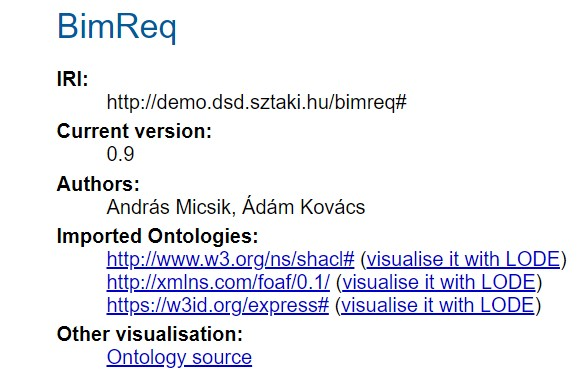 BimReq
IRI:
http://demo.dsd.sztaki.hu/bimreq#
Current version:
0.9
Authors:
András Micsik, Ádám Kovács
Imported Ontologies:
http://www.w3.org/ns/shacl# (visualise it with LODE)
http://xmlns.com/foaf/0.1/ (visualise it with LODE)
https://w3id.org/express# (visualise it with LODE)
Other visualisation:
Ontology source